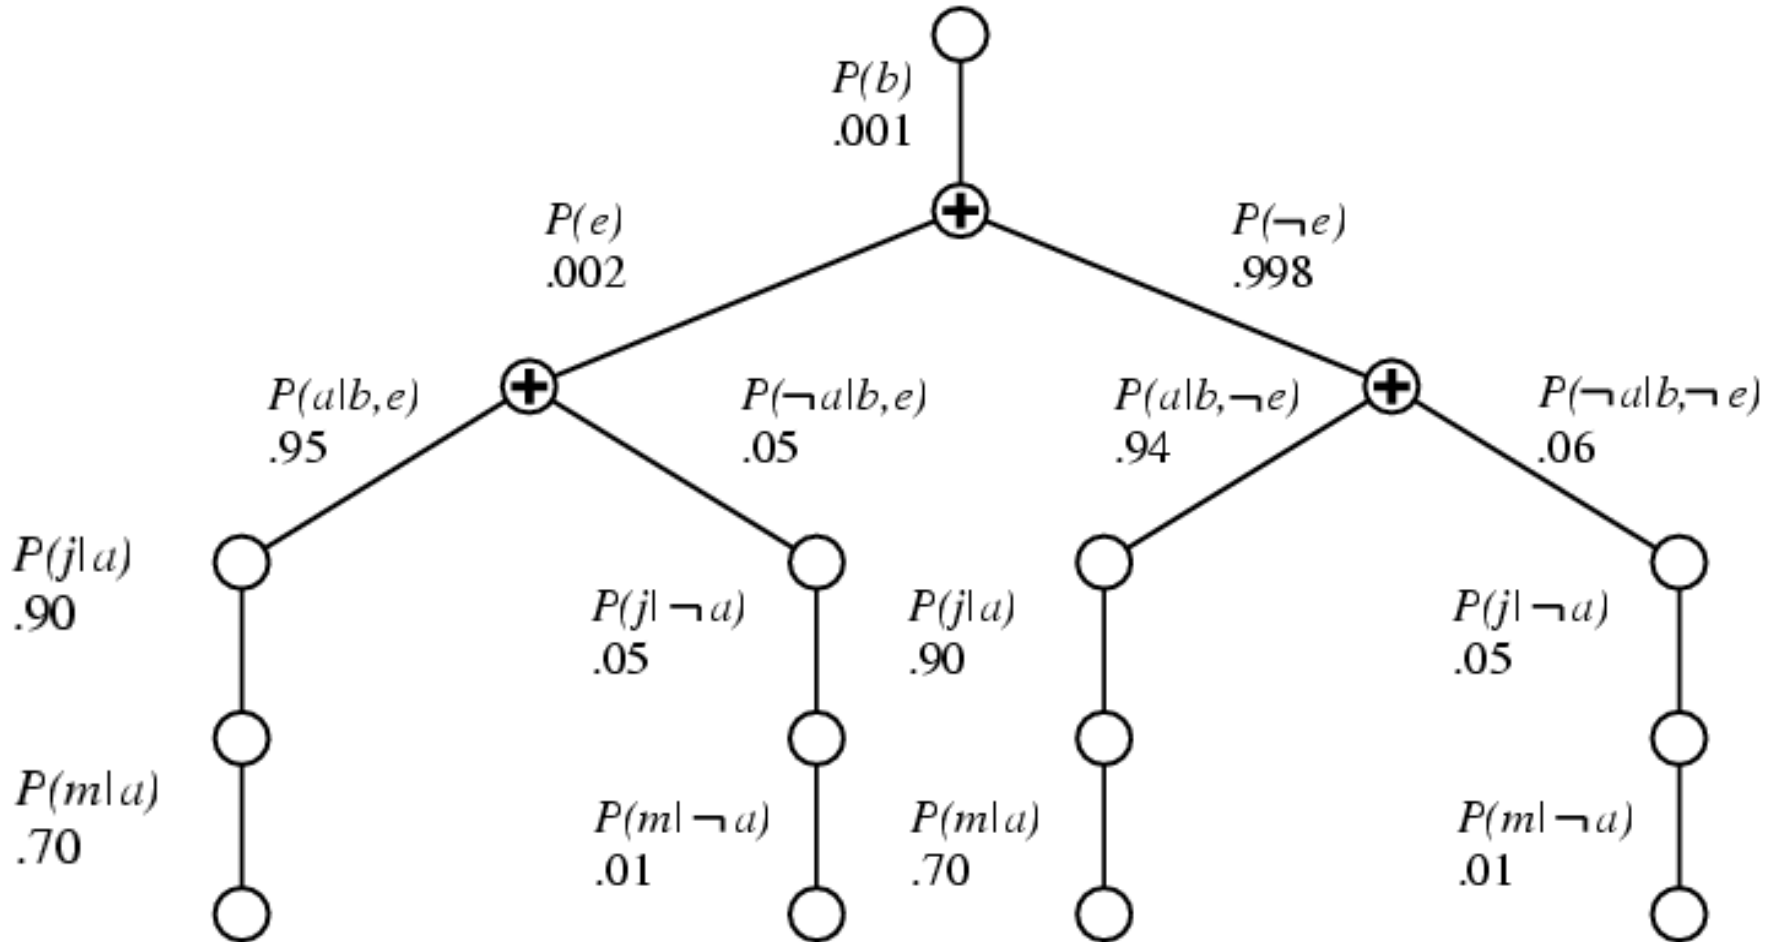 P(b)
.001
P(e)
.002
P(¬e)
.998
P(a|b,e)
.95
P(¬a|b,e)
.05
P(a|b,¬e)
.94
P(¬a|b,¬e)
.06
P(j|a)
.90
P(j|¬a)
.05
P(j|a)
.90
P(j|¬a)
.05
P(m|a)
.70
P(m|¬a)
.01
P(m|a)
.70
P(m|¬a)
.01